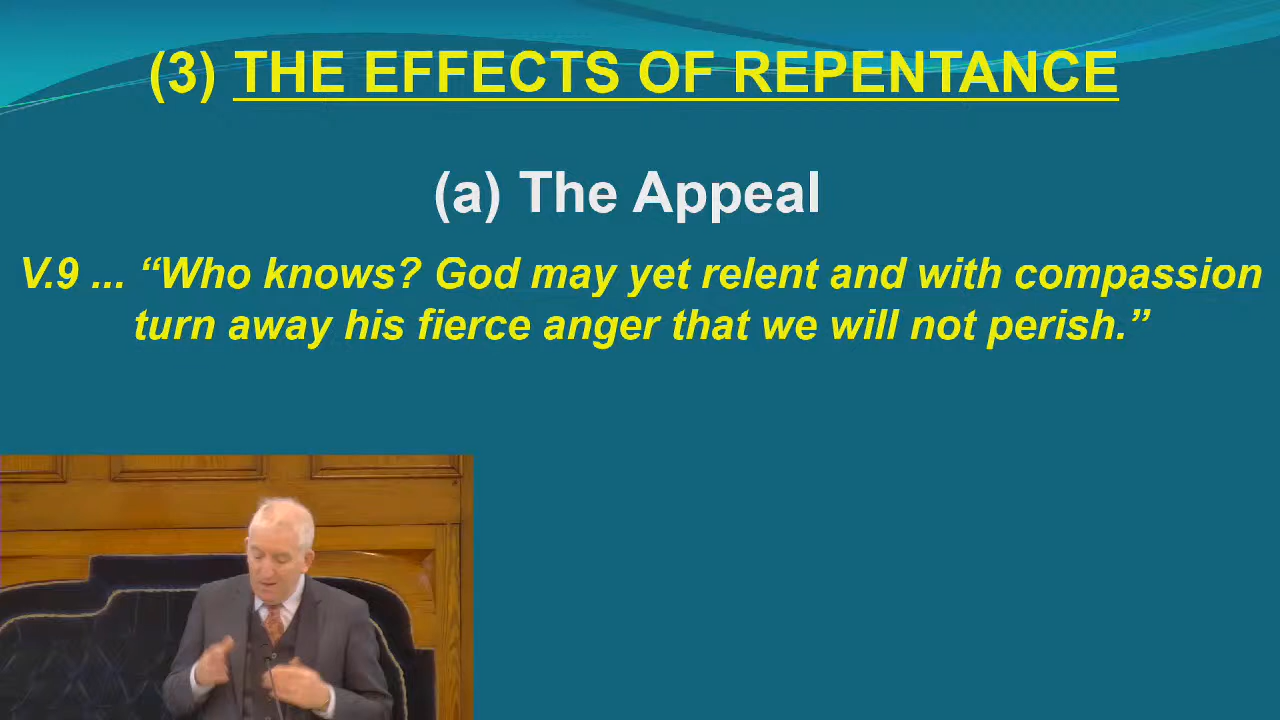 (3) THE EFFECTS OF REPENTANCE
(a) The Appeal
V.9 ... “Who knows? God may yet relent and with compassion
turn away his fierce anger that we will not perish.”